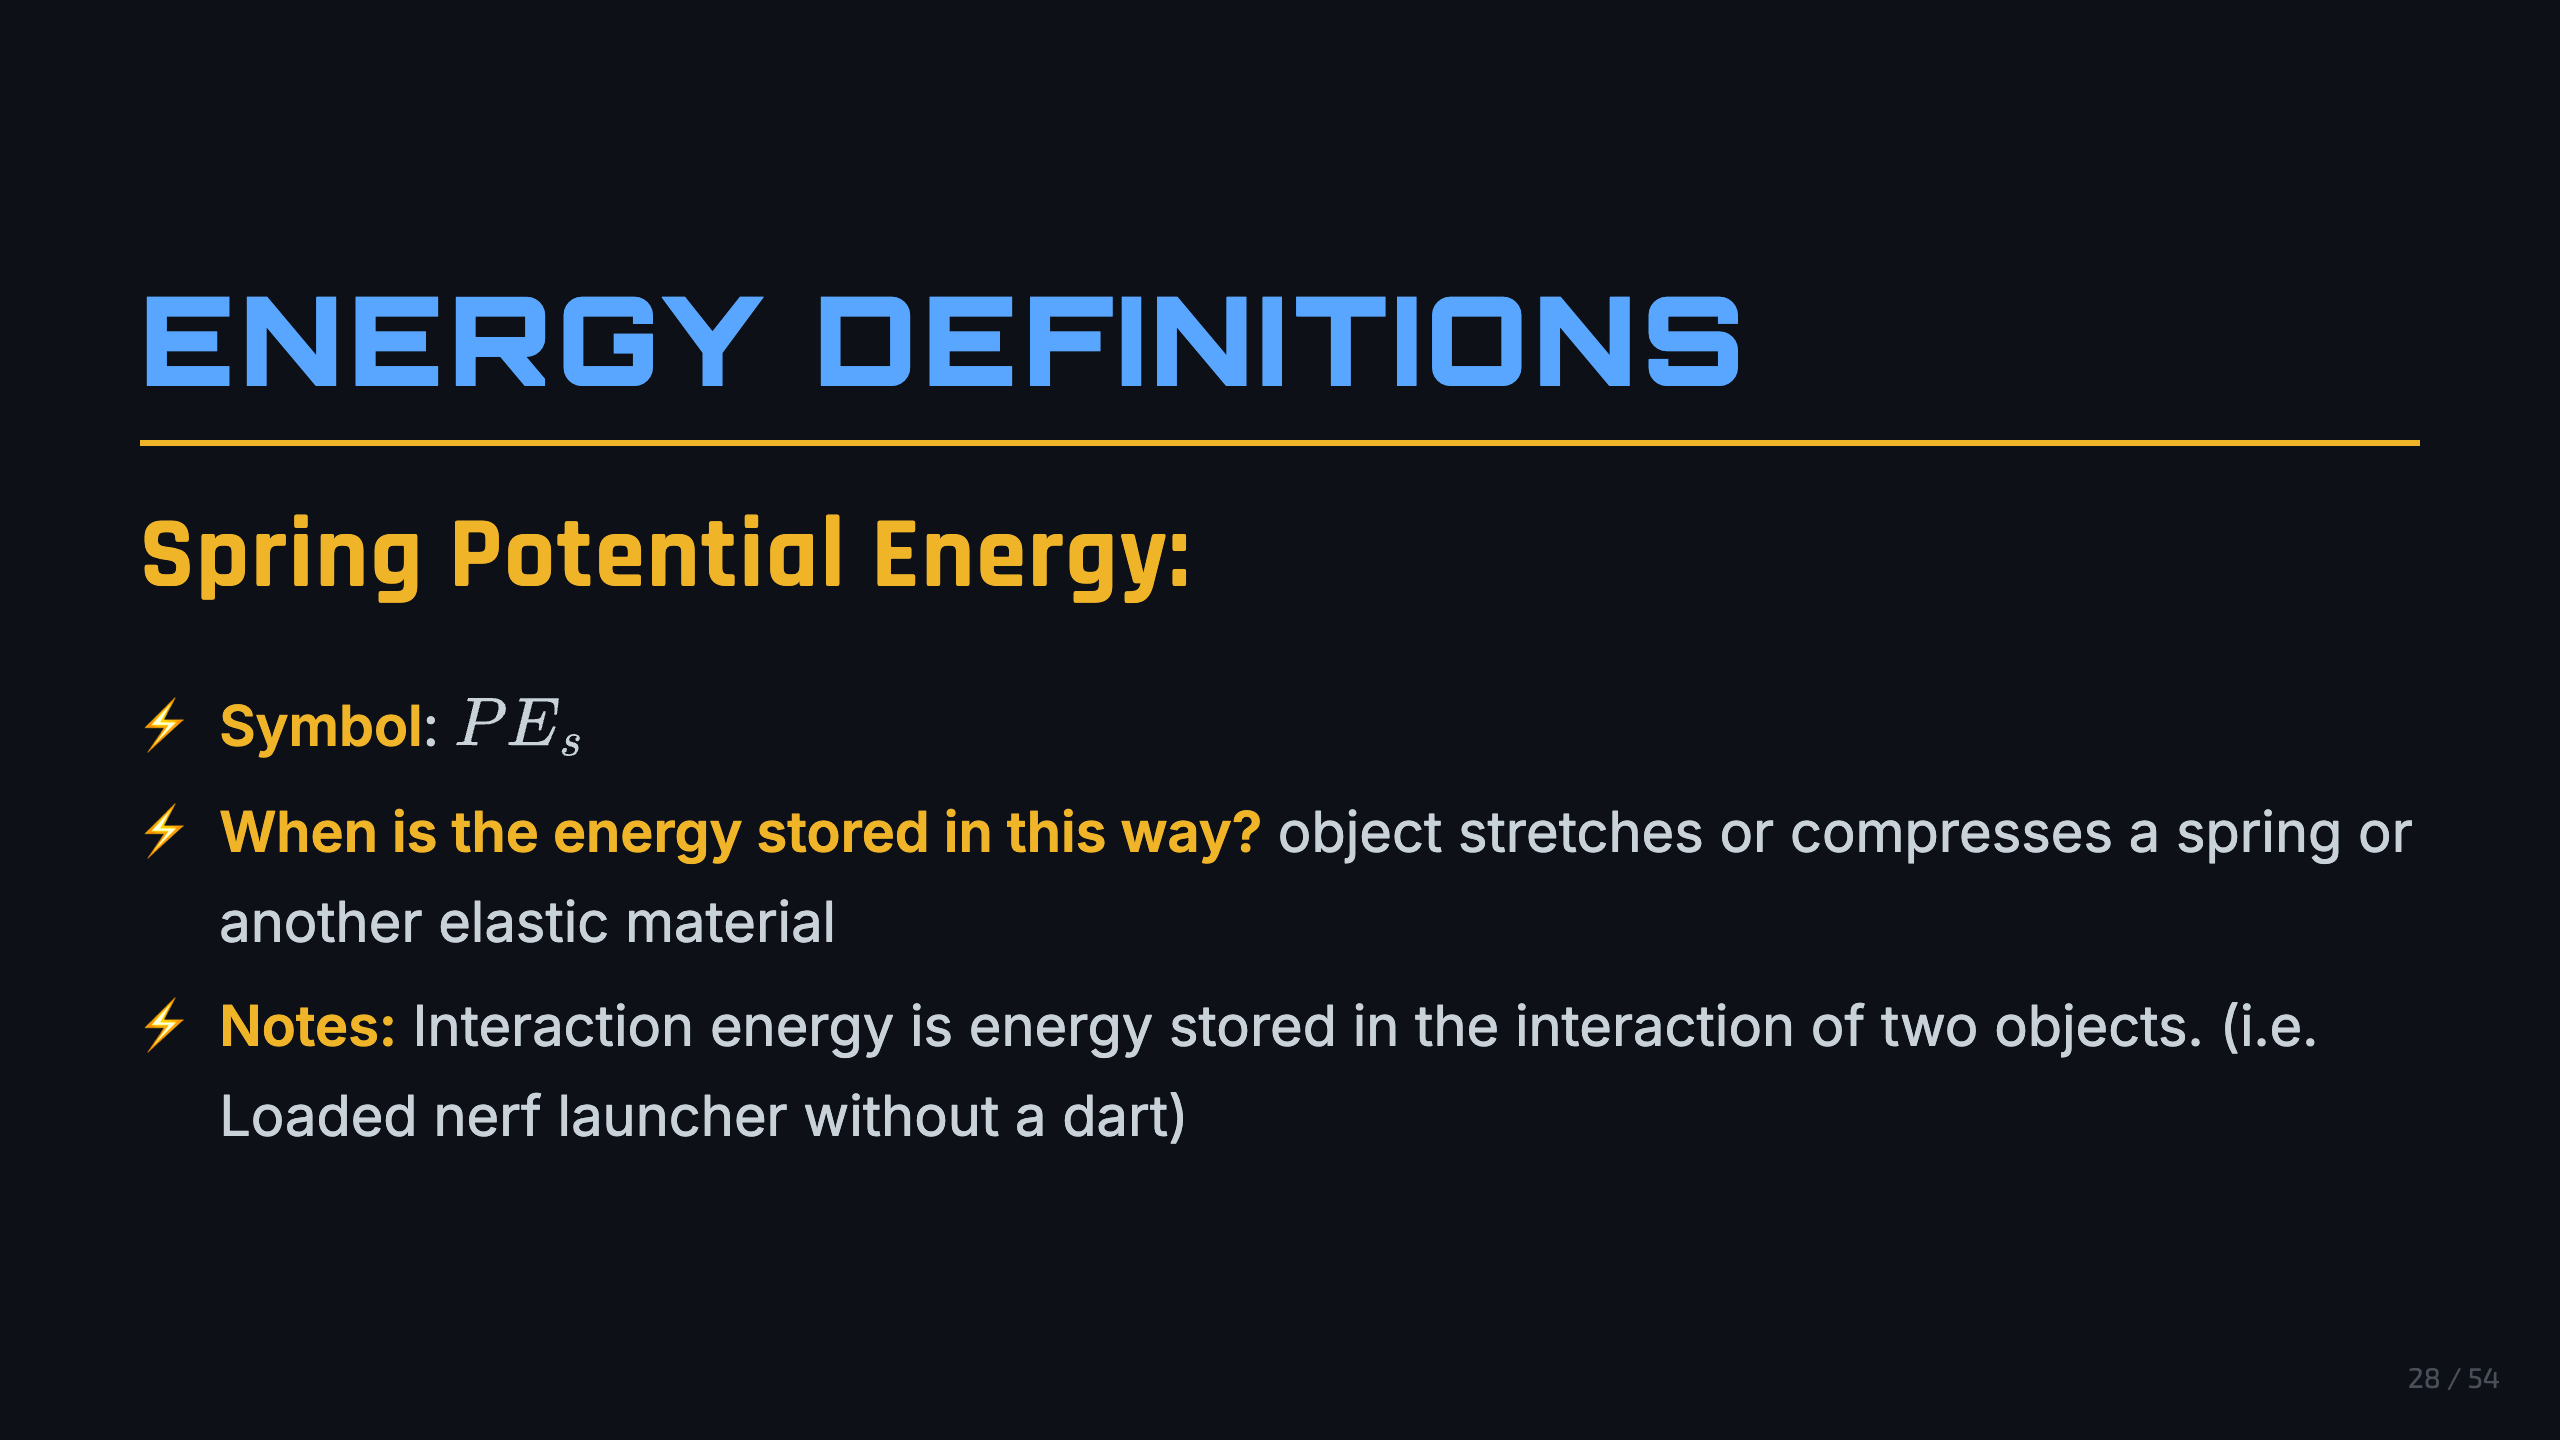 ENERGY DEFINITIONS
Spring Potential Energy:
⚡ Symbol: PEₛ
⚡ When is the energy stored in this way? object stretches or compresses a spring or
another elastic material
⚡ Notes: Interaction energy is energy stored in the interaction of two objects. (i.e.
Loaded nerf launcher without a dart)
28 / 54